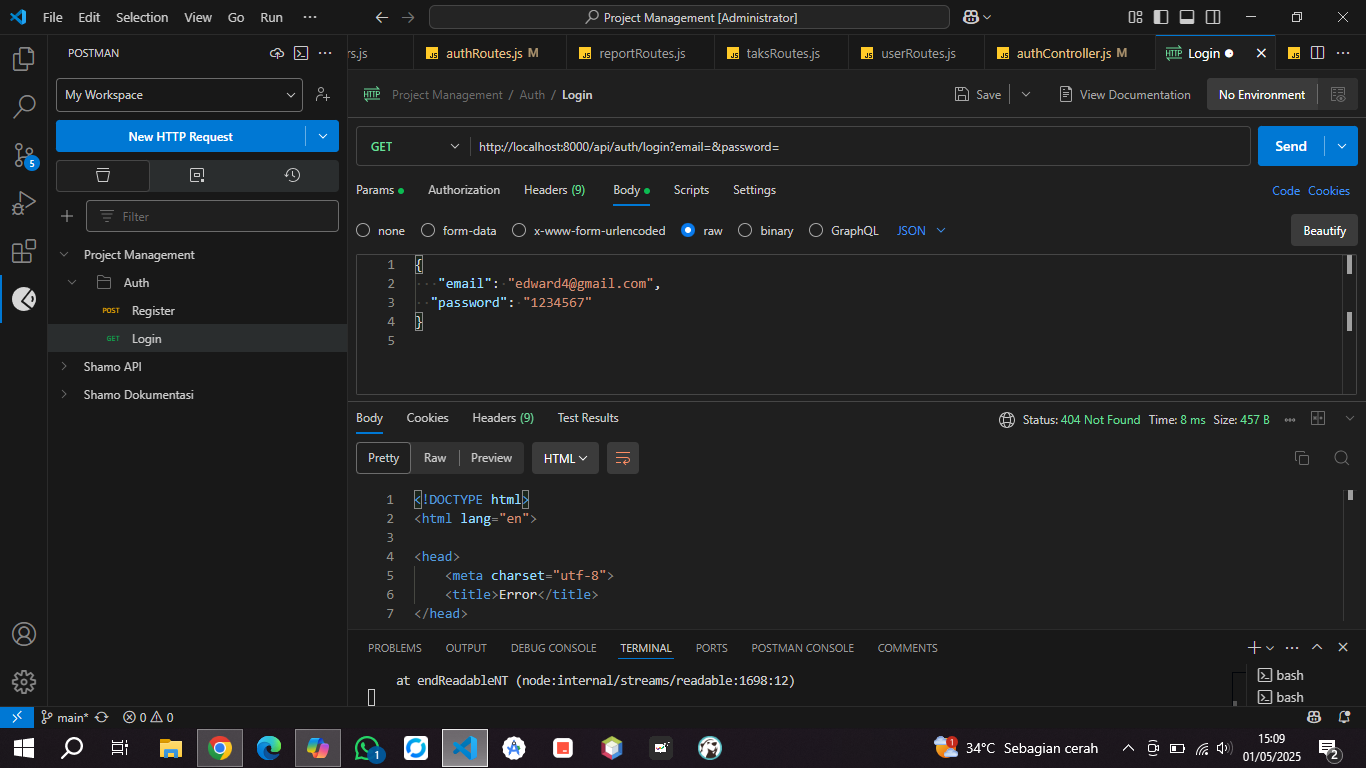 File Edit Selection View Go Run ··· Project Management [Administrator]
POSTMAN
rs.js authRoutes.js M reportRoutes.js taksRoutes.js userRoutes.js authController.js M Login
My Workspace
Project Management / Auth / Login Save View Documentation No Environment
New HTTP Request
GET http://localhost:8000/api/auth/login?email=&password= Send
5
Params Authorization Headers (9) Body Scripts Settings Code Cookies
Filter
none form-data x-www-form-urlencoded raw binary GraphQL JSON Beautify
Project Management
Auth
POST Register
GET Login
Shamo API
Shamo Dokumentasi
1 {
2 "email": "edward4@gmail.com",
3 "password": "1234567"
4 }
5
Body Cookies Headers (9) Test Results Status: 404 Not Found Time: 8 ms Size: 457 B
Pretty Raw Preview HTML
1 <!DOCTYPE html>
2 <html lang="en">
3
4 <head>
5 <meta charset="utf-8">
6 <title>Error</title>
7 </head>
PROBLEMS OUTPUT DEBUG CONSOLE TERMINAL PORTS POSTMAN CONSOLE COMMENTS
at endReadableNT (node:internal/streams/readable:1698:12)
bash
bash
main* 0 0
1 1 34°C Sebagian cerah 15:09
01/05/2025 2